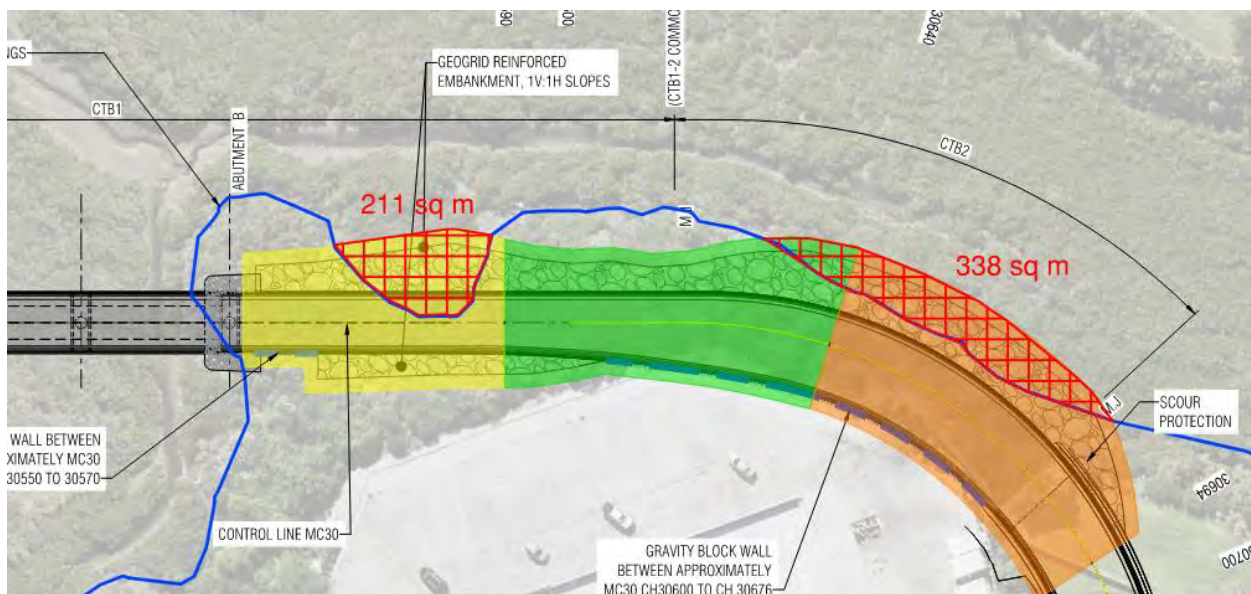 NGS
CTB1
ABUTMENT B
GEOGRID REINFORCED
EMBANKMENT, 1V:1H SLOPES
(CTB1-2 COMMO
30640
CTB2
211 sq m
M.J
338 sq m
M.J
SCOUR
PROTECTION
WALL BETWEEN
XIMATELY MC30
30550 TO 30570
CONTROL LINE MC30
GRAVITY BLOCK WALL
BETWEEN APPROXIMATELY
MC30 CH30600 TO CH 30676
30694